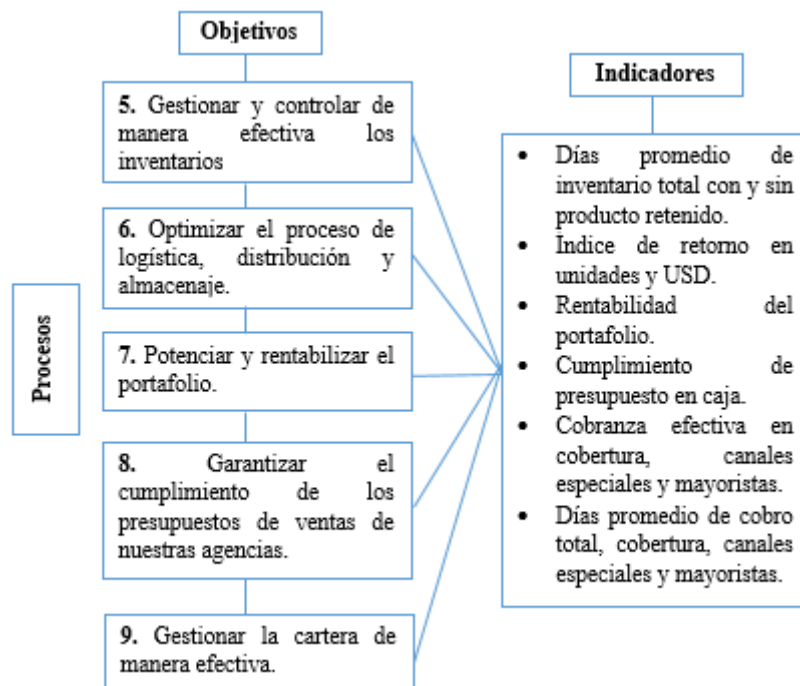 Objetivos
5. Gestionar y controlar de
manera efectiva los
inventarios
6. Optimizar el proceso de
logística, distribución y
almacenaje.
Procesos
7. Potenciar y rentabilizar el
portafolio.
8. Garantizar el
cumplimiento de los
presupuestos de ventas de
nuestras agencias.
9. Gestionar la cartera de
manera efectiva.
Indicadores
• Días promedio de
inventario total con y sin
producto retenido.
• Índice de retorno en
unidades y USD.
• Rentabilidad del
portafolio.
• Cumplimiento de
presupuesto en caja.
• Cobranza efectiva en
cobertura, canales
especiales y mayoristas.
• Días promedio de cobro
total, cobertura, canales
especiales y mayoristas.